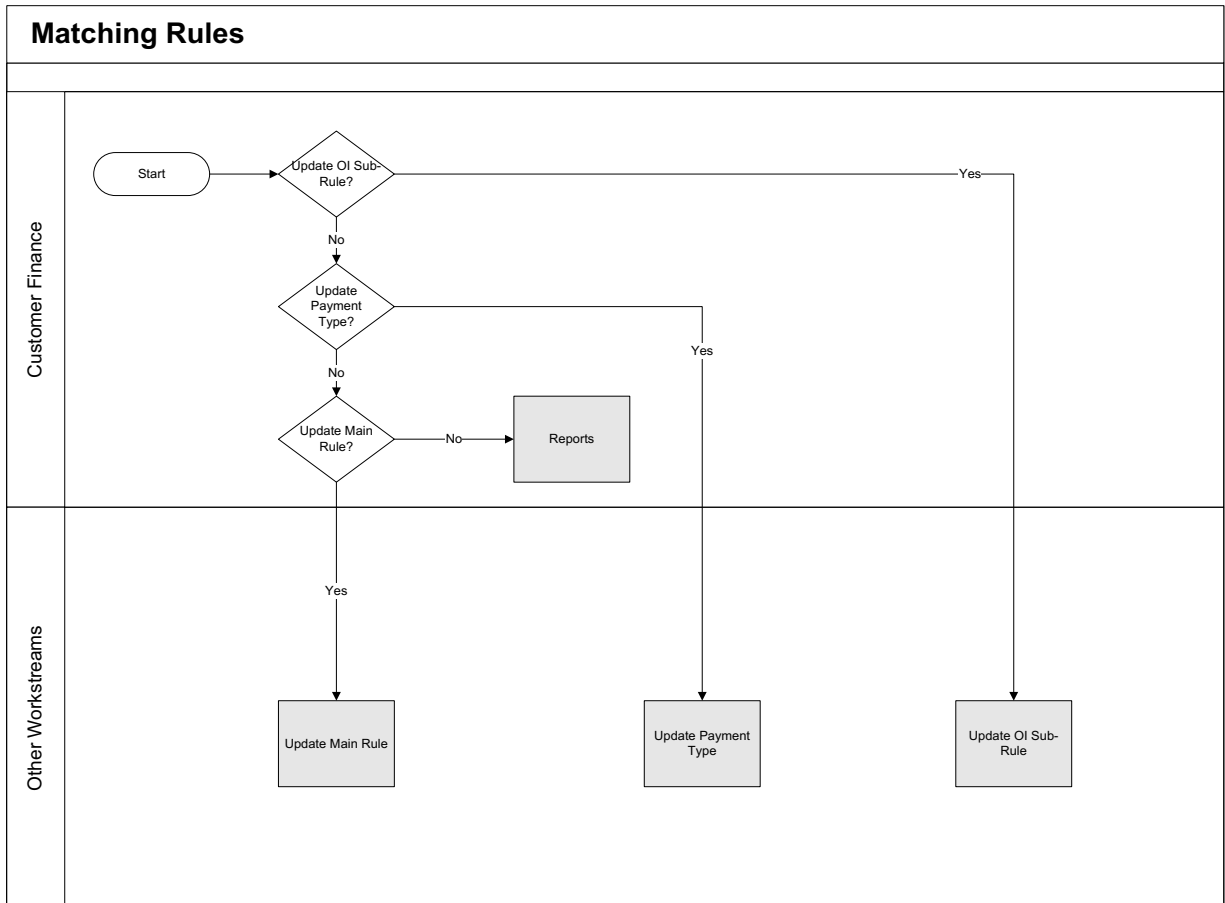 Matching Rules
Customer Finance
Start
Update OI Sub-
Rule?
Yes
No
Update
Payment
Type?
Yes
No
Update Main
Rule?
No
Reports
Other Workstreams
Yes
Update Main Rule
Update Payment
Type
Update OI Sub-
Rule